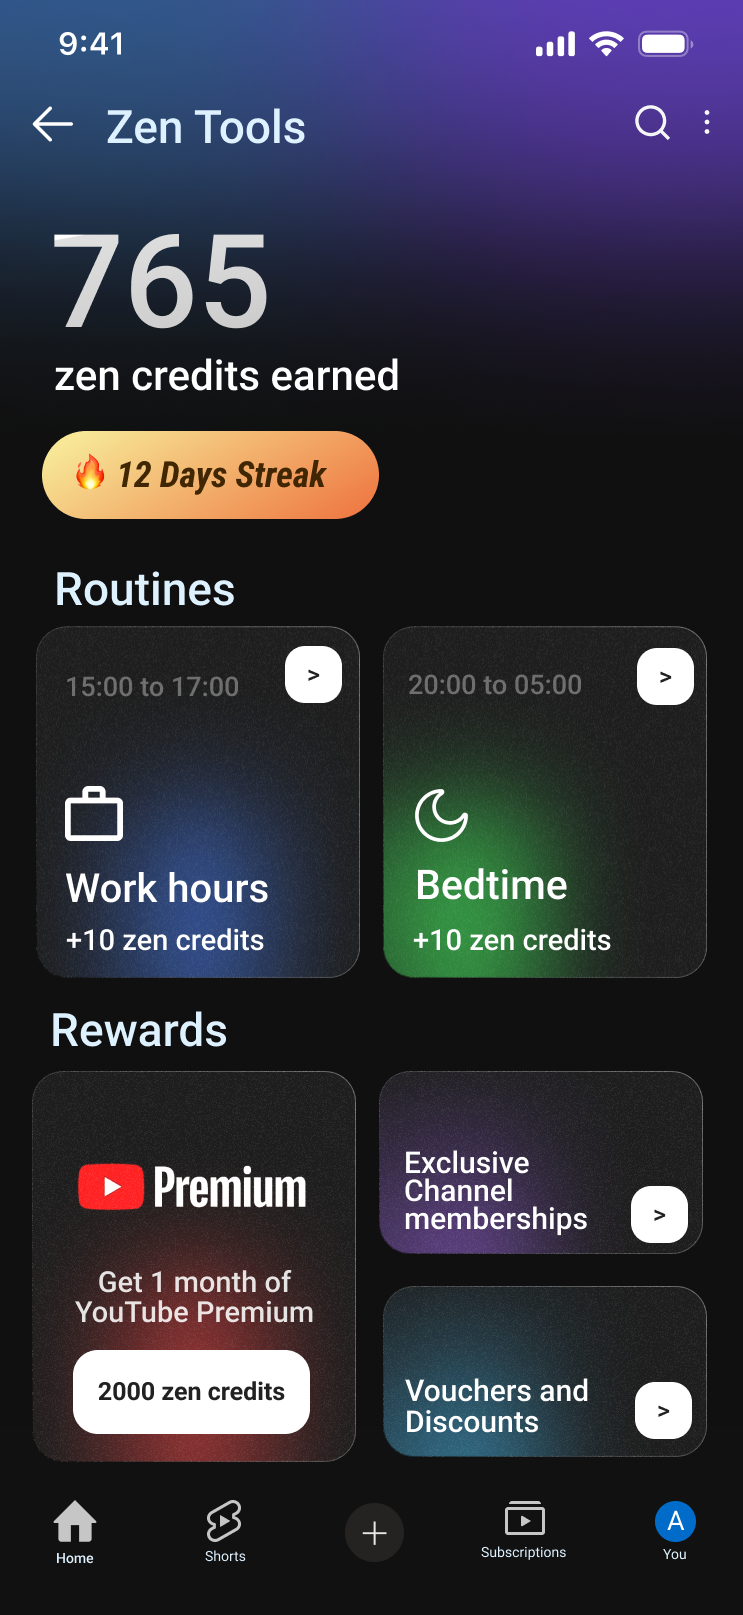 9:41
Zen Tools
765
zen credits earned
🔥 12 Days Streak
Routines
15:00 to 17:00
>
Work hours
+10 zen credits
20:00 to 05:00
>
Bedtime
+10 zen credits
Rewards
Premium
Get 1 month of
YouTube Premium
2000 zen credits
Exclusive
Channel
memberships
>
Vouchers and
Discounts
>
Home
Shorts
Subscriptions
A
You